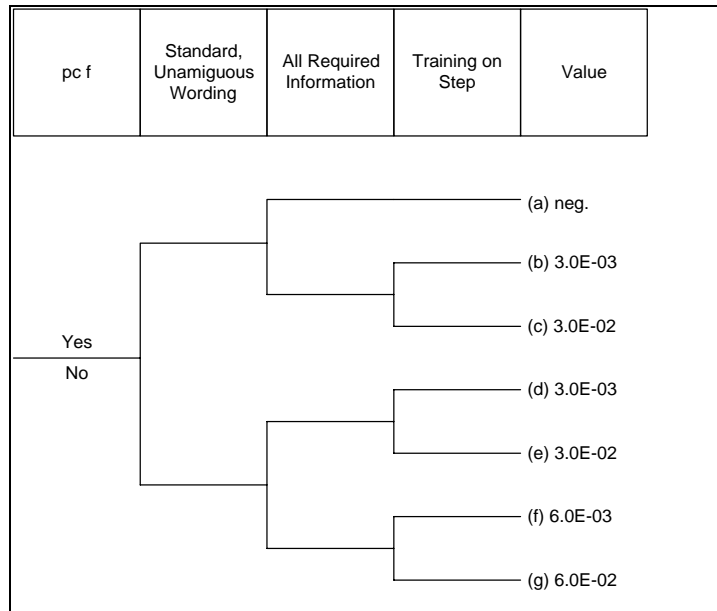 pc f
Standard,
Unamiguous
Wording
All Required
Information
Training on
Step
Value
(a) neg.
(b) 3.0E-03
(c) 3.0E-02
Yes
No
(d) 3.0E-03
(e) 3.0E-02
(f) 6.0E-03
(g) 6.0E-02